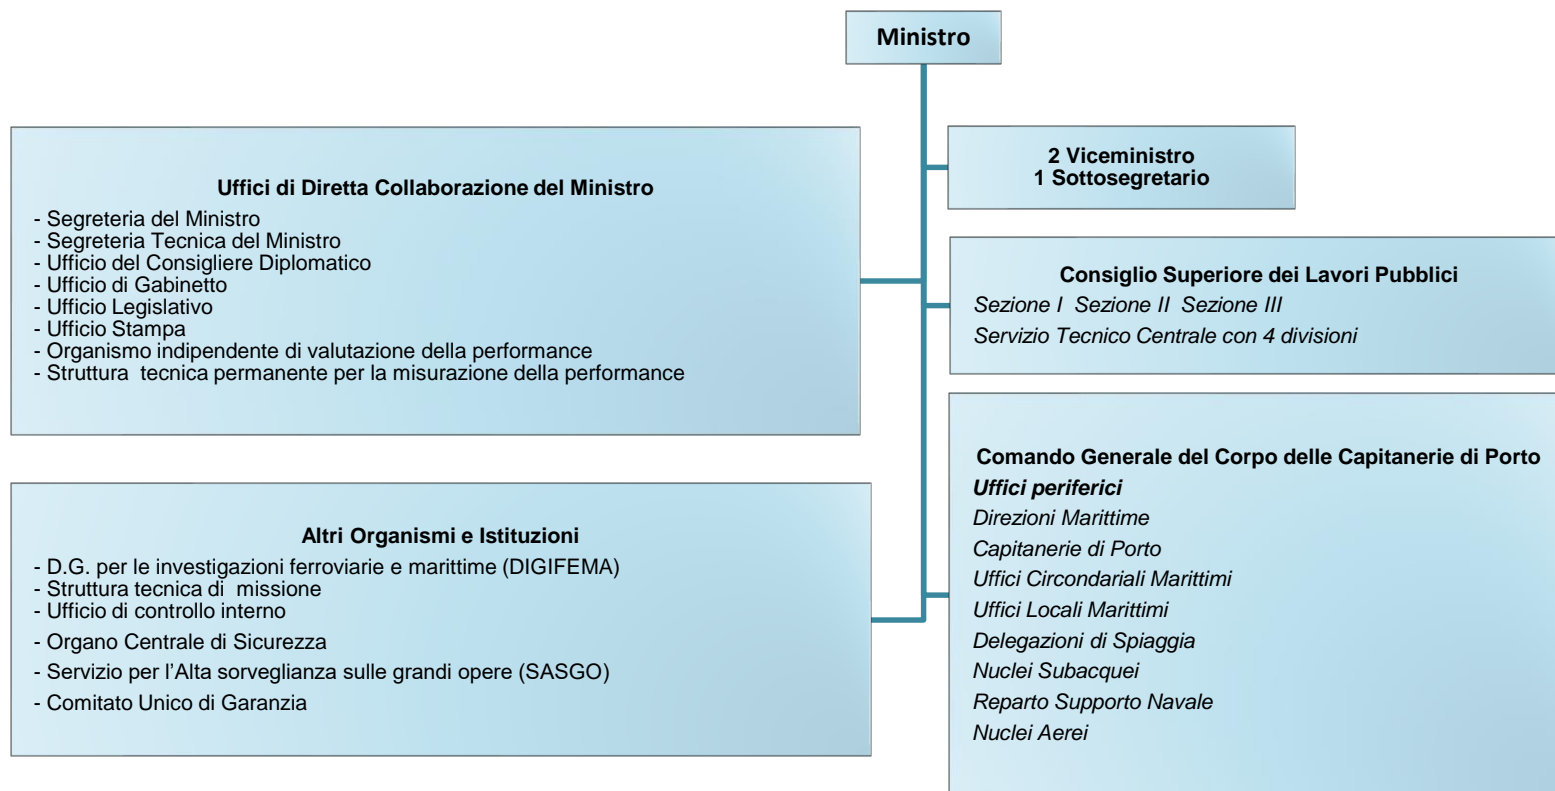 Ministro
Uffici di Diretta Collaborazione del Ministro
- Segreteria del Ministro
- Segreteria Tecnica del Ministro
- Ufficio del Consigliere Diplomatico
- Ufficio di Gabinetto
- Ufficio Legislativo
- Ufficio Stampa
- Organismo indipendente di valutazione della performance
- Struttura tecnica permanente per la misurazione della performance
2 Viceministro
1 Sottosegretario
Consiglio Superiore dei Lavori Pubblici
Sezione I Sezione II Sezione III
Servizio Tecnico Centrale con 4 divisioni
Altri Organismi e Istituzioni
- D.G. per le investigazioni ferroviarie e marittime (DIGIFEMA)
- Struttura tecnica di missione
- Ufficio di controllo interno
- Organo Centrale di Sicurezza
- Servizio per l'Alta sorveglianza sulle grandi opere (SASGO)
- Comitato Unico di Garanzia
Comando Generale del Corpo delle Capitanerie di Porto
Uffici periferici
Direzioni Marittime
Capitanerie di Porto
Uffici Circondariali Marittimi
Uffici Locali Marittimi
Delegazioni di Spiaggia
Nuclei Subacquei
Reparto Supporto Navale
Nuclei Aerei